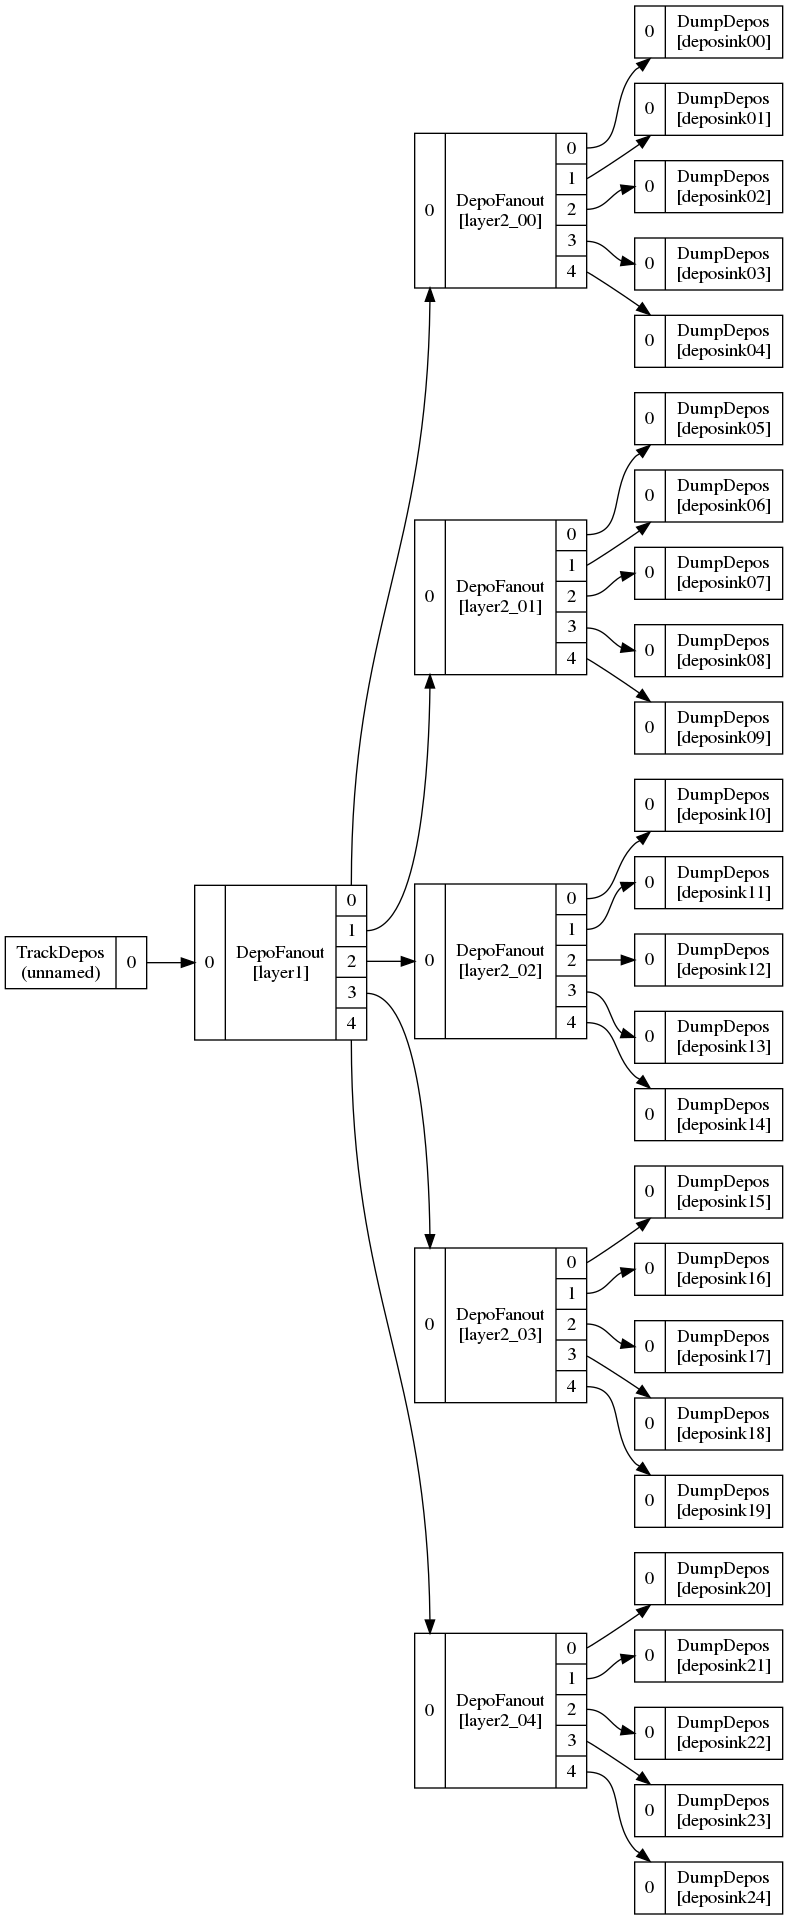 TrackDepos
(unnamed)
0
0
DepoFanout
[layer1]
0
1
2
3
4
0
DepoFanout
[layer2_00]
0
1
2
3
4
0
DumpDepos
[deposink00]
0
DumpDepos
[deposink01]
0
DumpDepos
[deposink02]
0
DumpDepos
[deposink03]
0
DumpDepos
[deposink04]
0
DepoFanout
[layer2_01]
0
1
2
3
4
0
DumpDepos
[deposink05]
0
DumpDepos
[deposink06]
0
DumpDepos
[deposink07]
0
DumpDepos
[deposink08]
0
DumpDepos
[deposink09]
0
DepoFanout
[layer2_02]
0
1
2
3
4
0
DumpDepos
[deposink10]
0
DumpDepos
[deposink11]
0
DumpDepos
[deposink12]
0
DumpDepos
[deposink13]
0
DumpDepos
[deposink14]
0
DepoFanout
[layer2_03]
0
1
2
3
4
0
DumpDepos
[deposink15]
0
DumpDepos
[deposink16]
0
DumpDepos
[deposink17]
0
DumpDepos
[deposink18]
0
DumpDepos
[deposink19]
0
DepoFanout
[layer2_04]
0
1
2
3
4
0
DumpDepos
[deposink20]
0
DumpDepos
[deposink21]
0
DumpDepos
[deposink22]
0
DumpDepos
[deposink23]
0
DumpDepos
[deposink24]